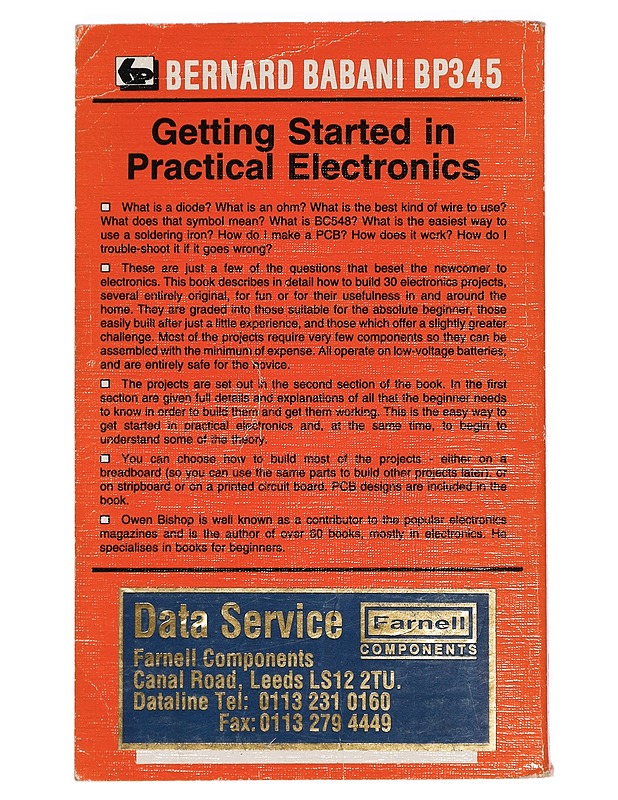 bp BERNARD BABANI BP345
Getting Started in
Practical Electronics
What is a diode? What is an ohm? What is the best kind of wire to use?
What does that symbol mean? What is BC548? What is the easiest way to
use a soldering iron? How do I make a PCB? How does it work? How do I
trouble-shoot it if it goes wrong?
These are just a few of the questions that beset the newcomer to
electronics. This book describes in detail how to build 30 electronics projects,
several entirely original, for fun or for their usefulness in and around the
home. They are graded into those suitable for the absolute beginner, those
easily built after just a little experience, and those which offer a slightly greater
challenge. Most of the projects require very few components so they can be
assembled with the minimum of expense. All operate on low-voltage batteries,
and are entirely safe for the novice.
The projects are set out in the second section of the book. In the first
section are given full details and explanations of all that the beginner needs
to know in order to build them and get them working. This is the easy way to
get started in practical electronics and, at the same time, to begin to
understand some of the theory.
You can choose how to build most of the projects - either on a
breadboard (so you can use the same parts to build other projects later), or
on stripboard or on a printed circuit board. PCB designs are included in the
book.
Owen Bishop is well known as a contributor to the popular electronics
magazines and is the author of over 60 books, mostly in electronics. He
specialises in books for beginners.
Data Service
Farnell
COMPONENTS
Farnell Components
Canal Road, Leeds LS12 2TU.
Dataline Tel: 0113 231 0160
Fax: 0113 279 4449